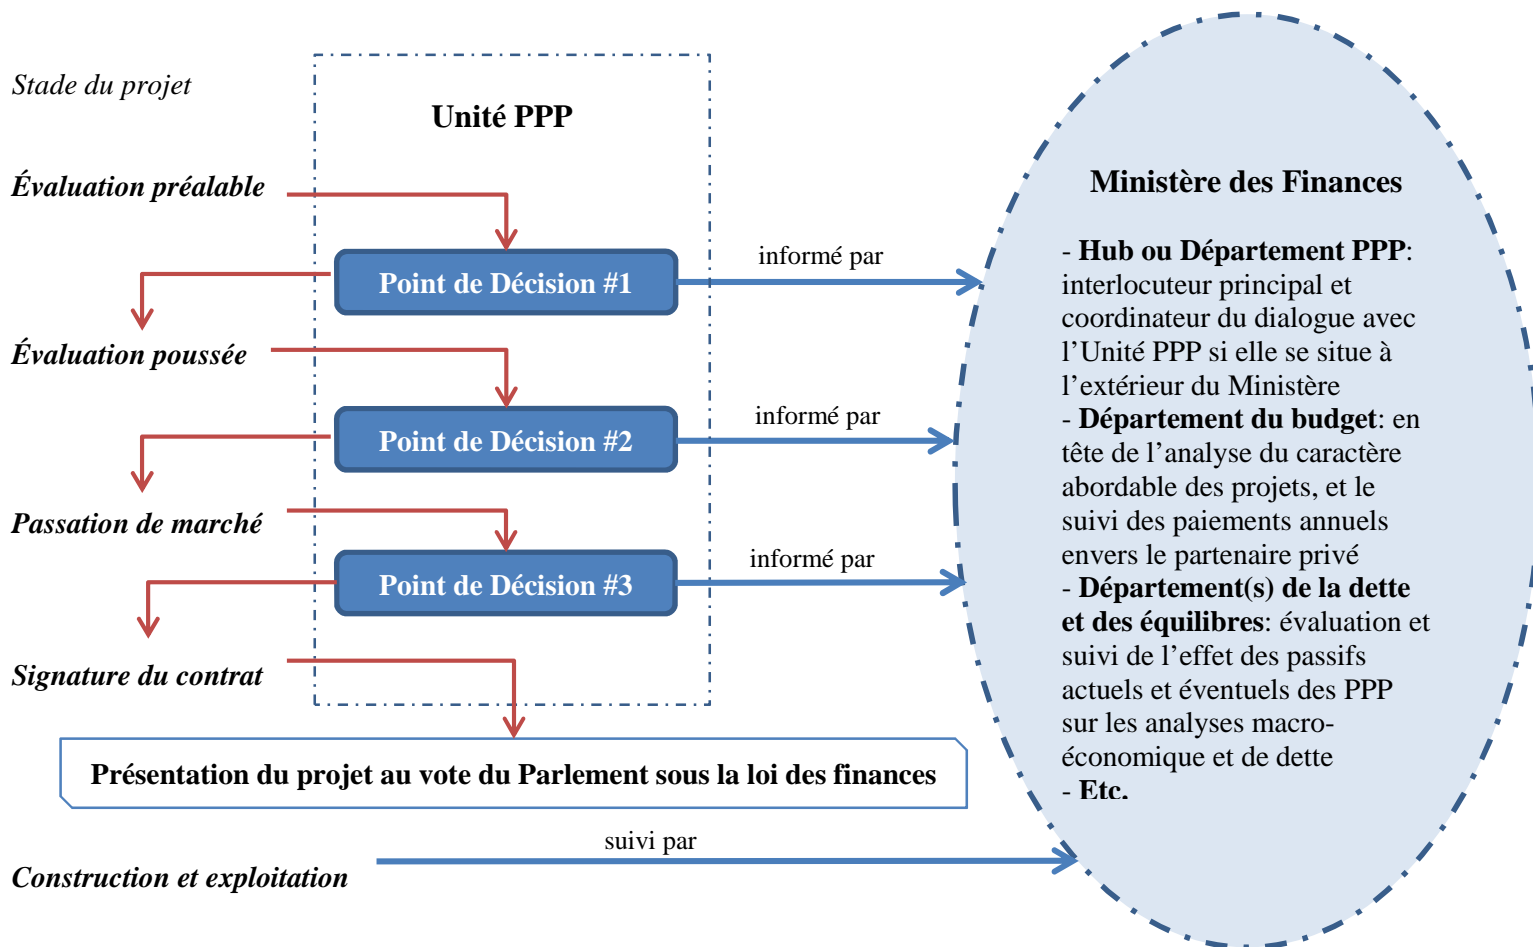 Stade du projet
Unité PPP
Évaluation préalable
Point de Décision #1
informé par
Évaluation poussée
Point de Décision #2
informé par
Passation de marché
Point de Décision #3
informé par
Signature du contrat
Présentation du projet au vote du Parlement sous la loi des finances
suivi par
Construction et exploitation
Ministère des Finances
- Hub ou Département PPP:
interlocuteur principal et
coordinateur du dialogue avec
l’Unité PPP si elle se situe à
l’extérieur du Ministère
- Département du budget: en
tête de l’analyse du caractère
abordable des projets, et le
suivi des paiements annuels
envers le partenaire privé
- Département(s) de la dette
et des équilibres: évaluation et
suivi de l’effet des passifs
actuels et éventuels des PPP
sur les analyses macro-
économique et de dette
- Etc.